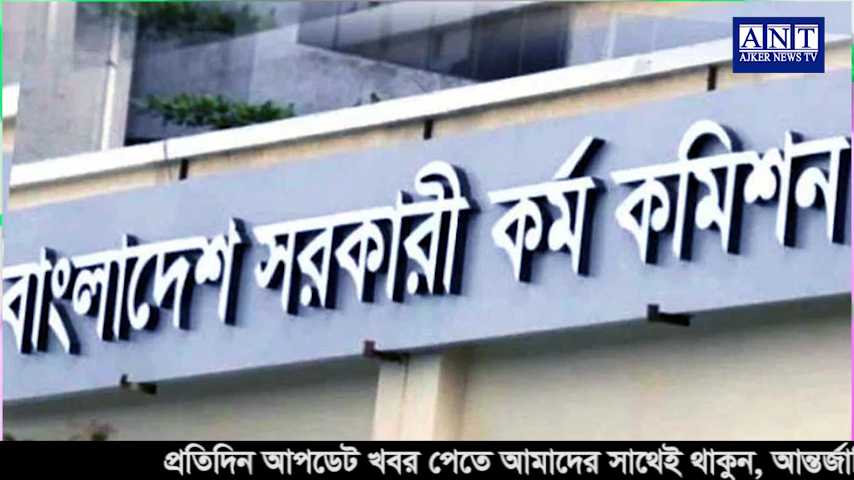 ANT
AJKER NEWS TV
বাংলাদেশ সরকারী কর্ম কমিশন
প্রতিদিন আপডেট খবর পেতে আমাদের সাথেই থাকুন,